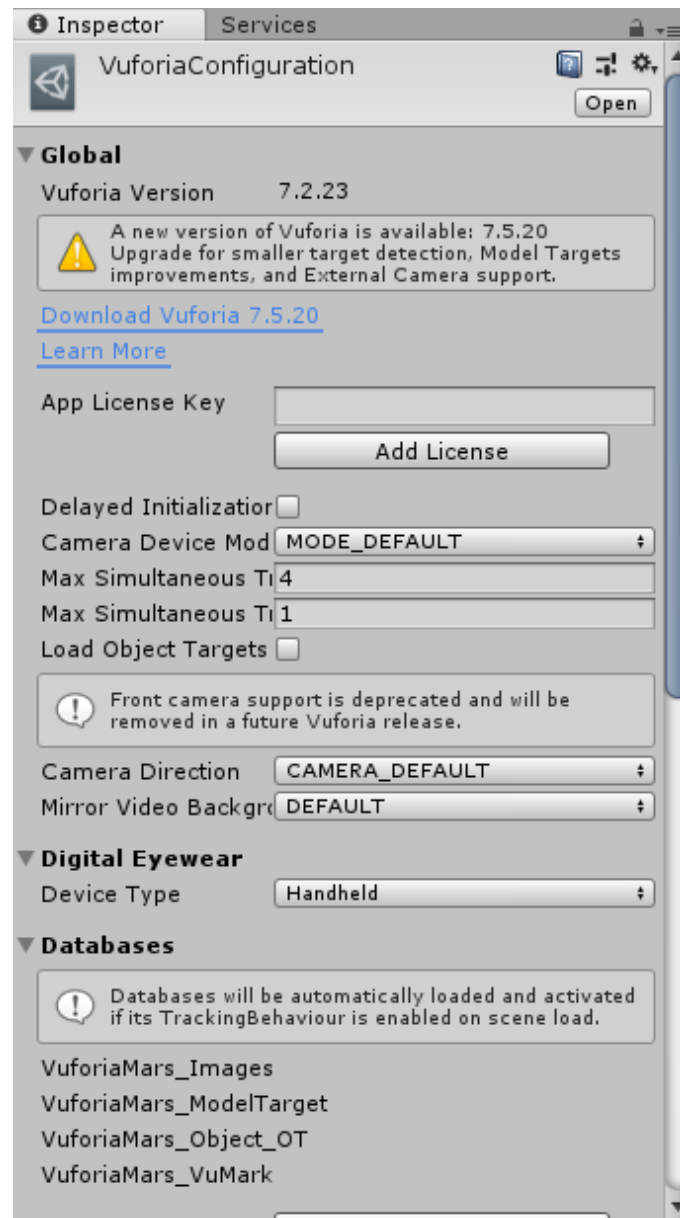 Inspector Services
VuforiaConfiguration
Open
Global
Vuforia Version 7.2.23
A new version of Vuforia is available: 7.5.20
Upgrade for smaller target detection, Model Targets
improvements, and External Camera support.
Download Vuforia 7.5.20
Learn More
App License Key
Add License
Delayed Initialization
Camera Device Mod MODE_DEFAULT
Max Simultaneous Tr 4
Max Simultaneous Tr 1
Load Object Targets
Front camera support is deprecated and will be
removed in a future Vuforia release.
Camera Direction CAMERA_DEFAULT
Mirror Video Backgro DEFAULT
Digital Eyewear
Device Type Handheld
Databases
Databases will be automatically loaded and activated
if its TrackingBehaviour is enabled on scene load.
VuforiaMars_Images
VuforiaMars_ModelTarget
VuforiaMars_Object_OT
VuforiaMars_VuMark